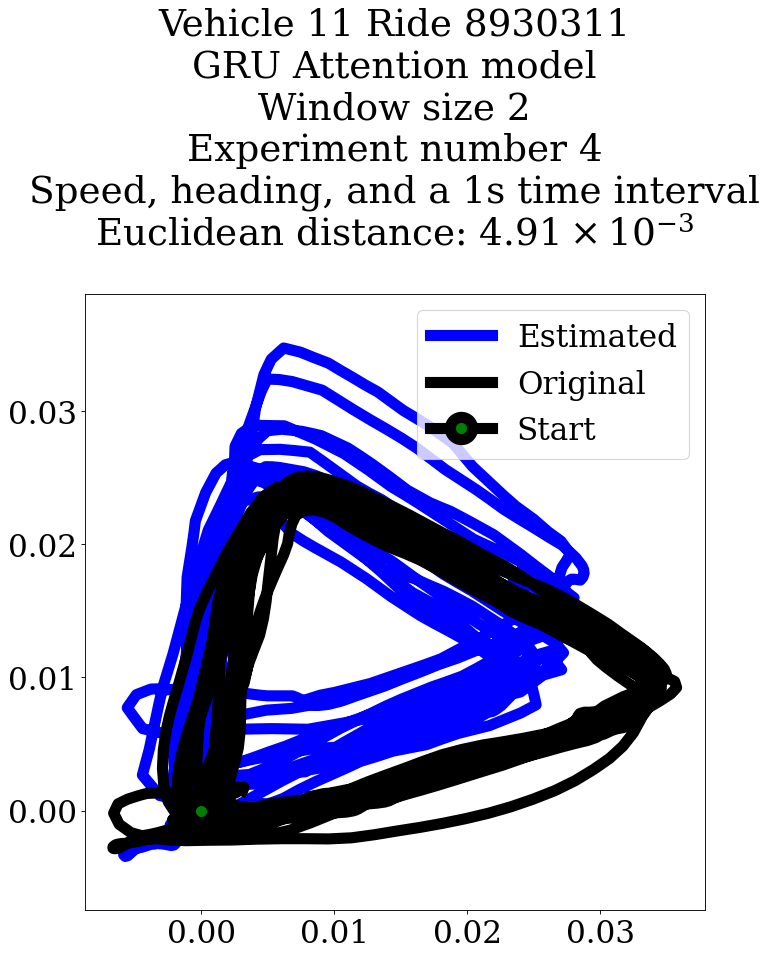 Vehicle 11 Ride 8930311
GRU Attention model
Window size 2
Experiment number 4
Speed, heading, and a 1s time interval
Euclidean distance: 4.91 × 10⁻³
Estimated
Original
Start
0.03
0.02
0.01
0.00
0.00 0.01 0.02 0.03